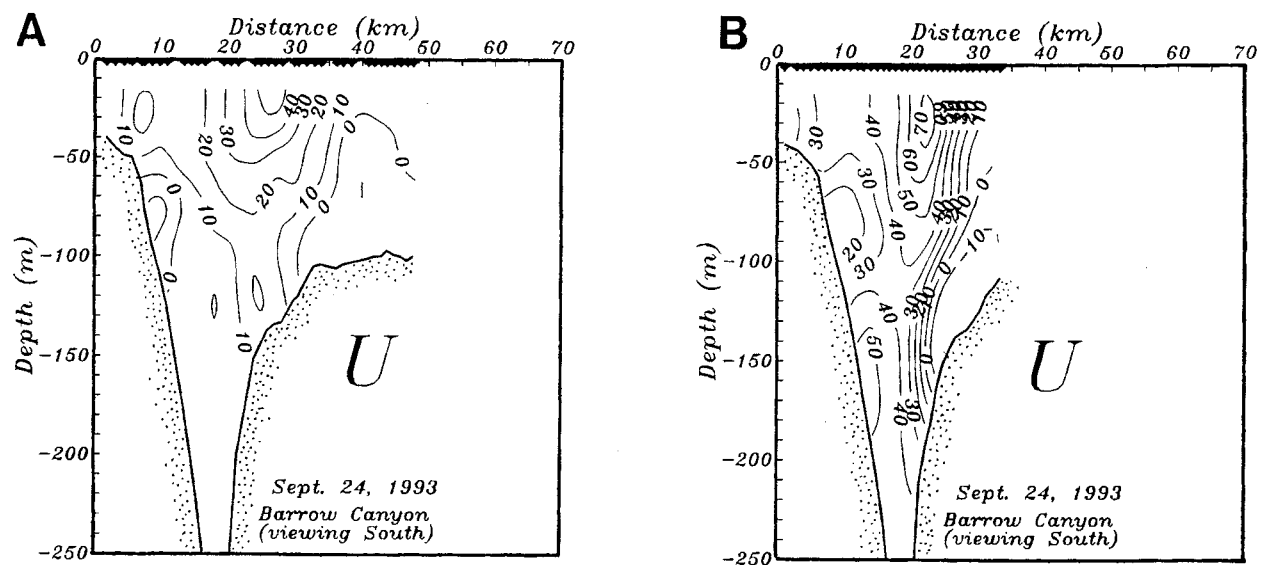 A
Distance (km)
0 10 20 30 40 50 60 70
0
10 20 30 40 30 20 10 0
-50
0 10 20 10 0 0
Depth (m)
-100
0
-150
10
U
-200
Sept. 24, 1993
Barrow Canyon
(viewing South)
-250
B
Distance (km)
0 10 20 30 40 50 60 70
0
30 40 60 70 70
-50
30 50 0
40 -10
Depth (m)
-100
20 30 0
40 30
-150
50 0
U
40 30
-200
Sept. 24, 1993
Barrow Canyon
(viewing South)
-250